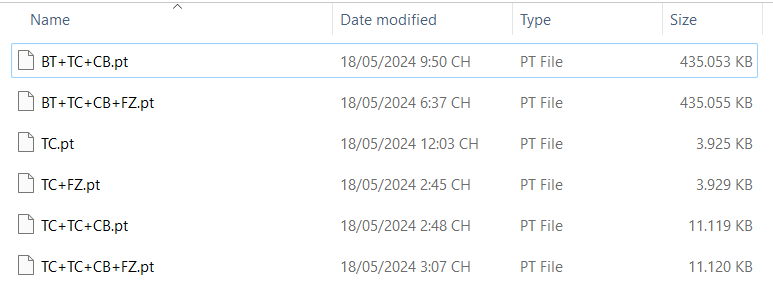 Name Date modified Type Size
BT+TC+CB.pt 18/05/2024 9:50 CH PT File 435.053 KB
BT+TC+CB+FZ.pt 18/05/2024 6:37 CH PT File 435.055 KB
TC.pt 18/05/2024 12:03 CH PT File 3.925 KB
TC+FZ.pt 18/05/2024 2:45 CH PT File 3.929 KB
TC+TC+CB.pt 18/05/2024 2:48 CH PT File 11.119 KB
TC+TC+CB+FZ.pt 18/05/2024 3:07 CH PT File 11.120 KB